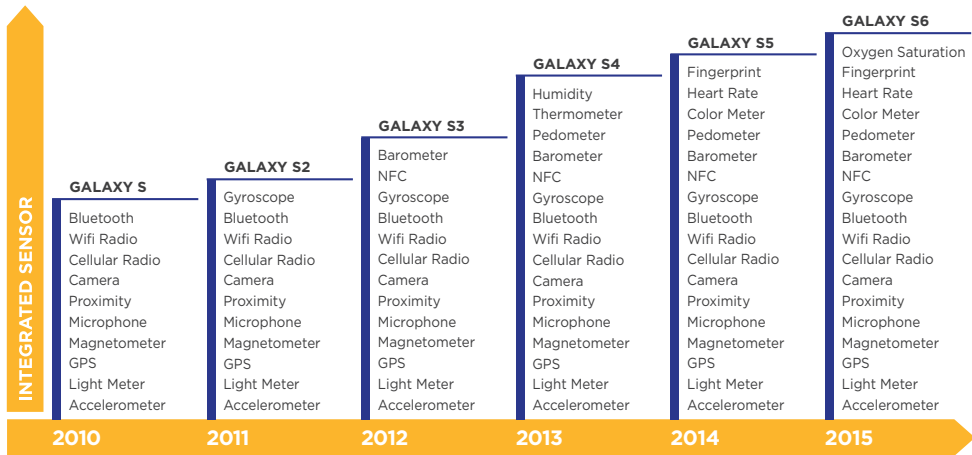 INTEGRATED SENSOR
GALAXY S
Bluetooth
Wifi Radio
Cellular Radio
Camera
Proximity
Microphone
Magnetometer
GPS
Light Meter
Accelerometer
2010
GALAXY S2
Gyroscope
Bluetooth
Wifi Radio
Cellular Radio
Camera
Proximity
Microphone
Magnetometer
GPS
Light Meter
Accelerometer
2011
GALAXY S3
Barometer
NFC
Gyroscope
Bluetooth
Wifi Radio
Cellular Radio
Camera
Proximity
Microphone
Magnetometer
GPS
Light Meter
Accelerometer
2012
GALAXY S4
Humidity
Thermometer
Pedometer
Barometer
NFC
Gyroscope
Bluetooth
Wifi Radio
Cellular Radio
Camera
Proximity
Microphone
Magnetometer
GPS
Light Meter
Accelerometer
2013
GALAXY S5
Fingerprint
Heart Rate
Color Meter
Pedometer
Barometer
NFC
Gyroscope
Bluetooth
Wifi Radio
Cellular Radio
Camera
Proximity
Microphone
Magnetometer
GPS
Light Meter
Accelerometer
2014
GALAXY S6
Oxygen Saturation
Fingerprint
Heart Rate
Color Meter
Pedometer
Barometer
NFC
Gyroscope
Bluetooth
Wifi Radio
Cellular Radio
Camera
Proximity
Microphone
Magnetometer
GPS
Light Meter
Accelerometer
2015